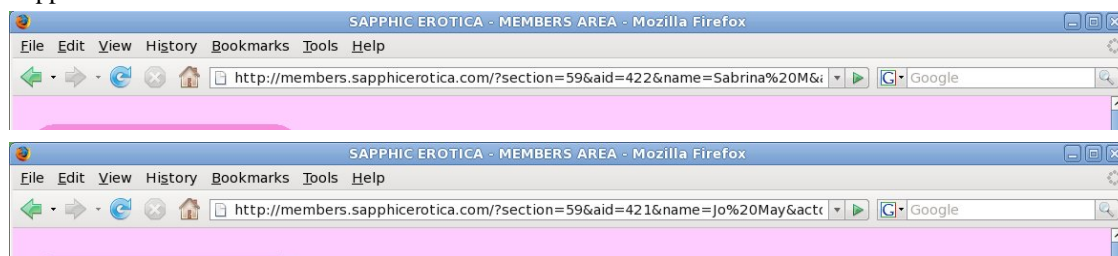 SAPPHIC EROTICA - MEMBERS AREA - Mozilla Firefox
File Edit View History Bookmarks Tools Help
http://members.sapphicerotica.com/?section=59&aid=422&name=Sabrina%20M& Google
SAPPHIC EROTICA - MEMBERS AREA - Mozilla Firefox
File Edit View History Bookmarks Tools Help
http://members.sapphicerotica.com/?section=59&aid=421&name=Jo%20May&act Google